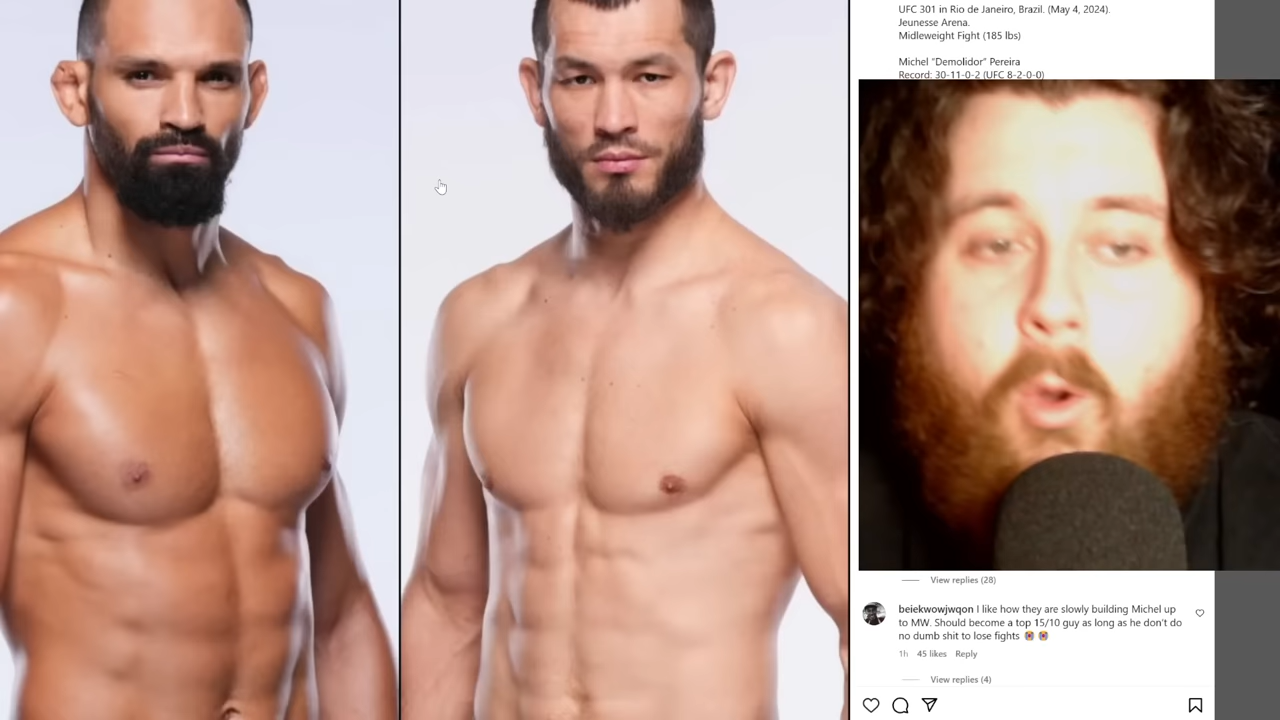 UFC 301 in Rio de Janeiro, Brazil. (May 4, 2024).
Jeunesse Arena.
Midleweight Fight (185 lbs)
Michel “Demolidor” Pereira
Record: 30-11-0-2 (UFC 8-2-0-0)
View replies (28)
beiekwowjwqon I like how they are slowly building Michel up
to MW. Should become a top 15/10 guy as long as he don’t do
no dumb shit to lose fights
1h 45 likes Reply
View replies (4)